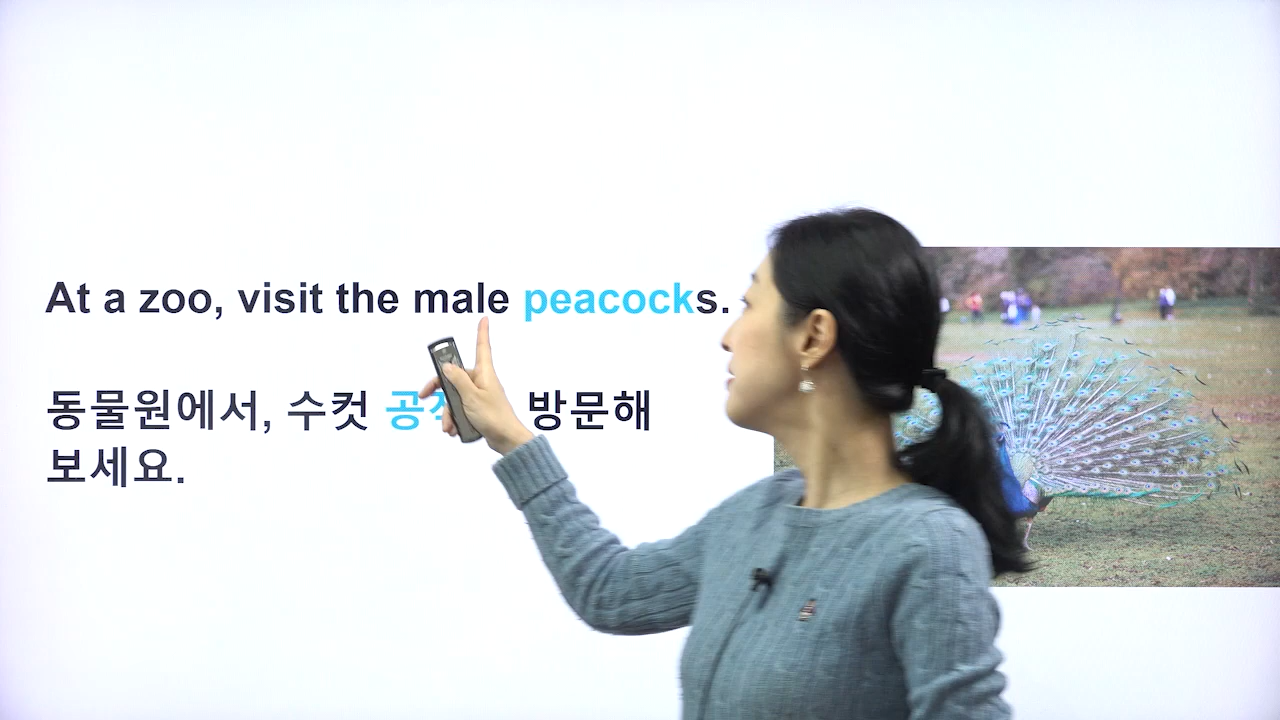 At a zoo, visit the male peacocks.
동물원에서, 수컷 방문해
보세요.